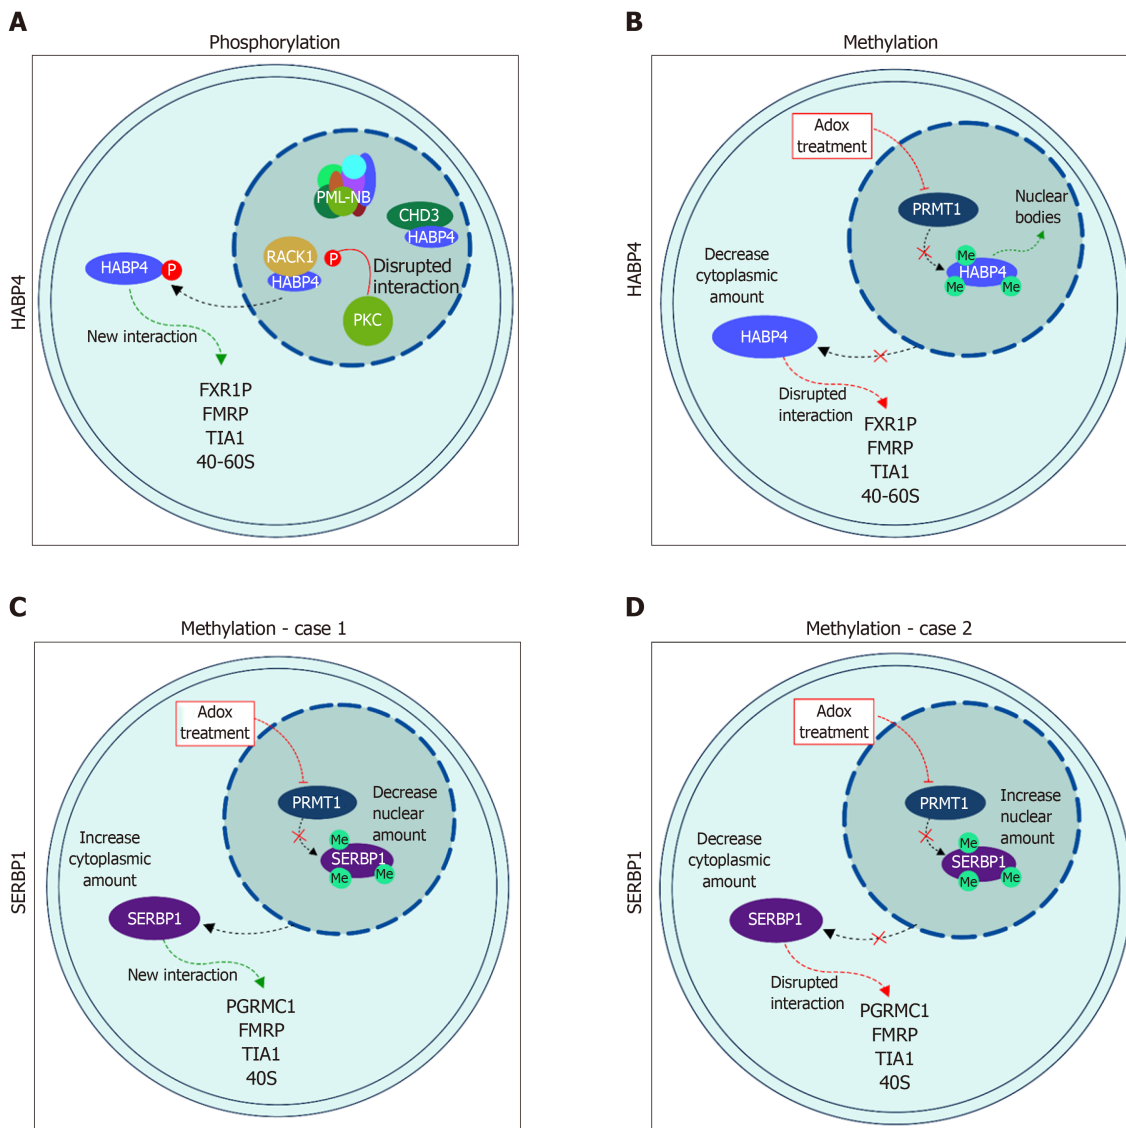 A
Phosphorylation
HABP4
PML-NB
CHD3
HABP4
RACK1
HABP4
P
Disrupted
interaction
PKC
HABP4
P
New interaction
FXR1P
FMRP
TIA1
40-60S
B
Methylation
HABP4
Adox
treatment
PRMT1
Nuclear
bodies
Me
HABP4
Me
Me
Decrease
cytoplasmic
amount
HABP4
Disrupted
interaction
FXR1P
FMRP
TIA1
40-60S
C
Methylation - case 1
SERBP1
Adox
treatment
PRMT1
Decrease
nuclear
amount
Me
SERBP1
Me
Me
Increase
cytoplasmic
amount
SERBP1
New interaction
PGRMC1
FMRP
TIA1
40S
D
Methylation - case 2
SERBP1
Adox
treatment
PRMT1
Increase
nuclear
amount
Me
SERBP1
Me
Me
Decrease
cytoplasmic
amount
SERBP1
Disrupted
interaction
PGRMC1
FMRP
TIA1
40S